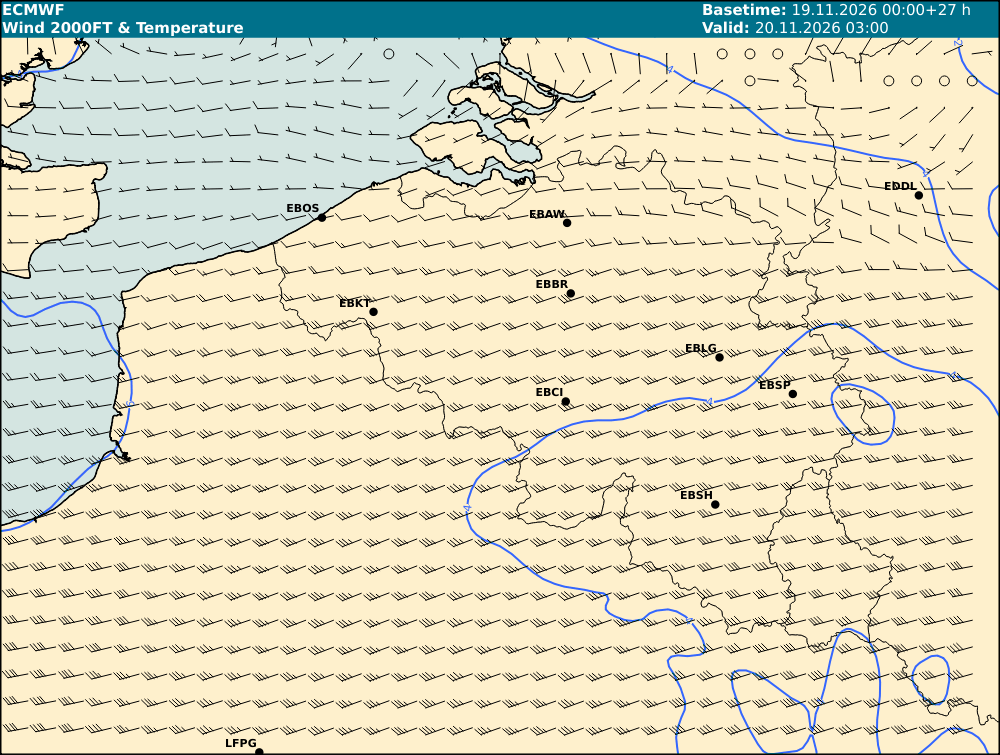 ECMWF
Wind 2000FT & Temperature
Basetime: 19.11.2026 00:00+27 h
Valid: 20.11.2026 03:00
EDDL
EBOS
EBAW
EBBR
EBKT
EBLG
EBSP
EBCI
4
EBSH
LFPG